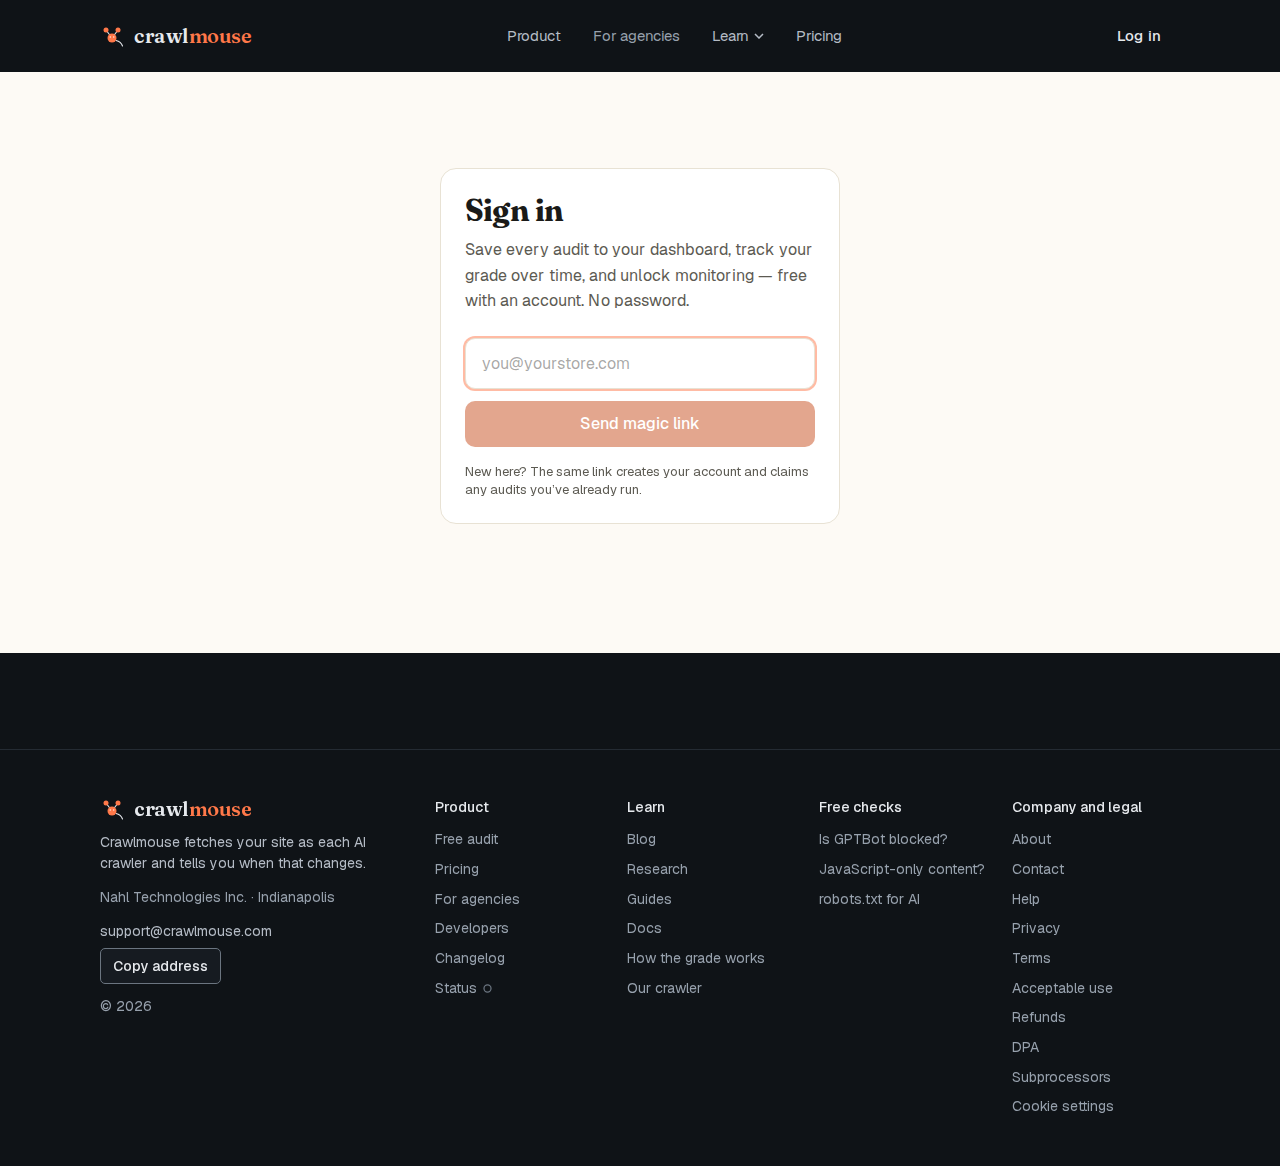 crawlmouse
Product
For agencies
Learn
Pricing
Log in
Sign in
Save every audit to your dashboard, track your
grade over time, and unlock monitoring — free
with an account. No password.
you@yourstore.com
Send magic link
New here? The same link creates your account and claims
any audits you've already run.
crawlmouse
Crawlmouse fetches your site as each AI
crawler and tells you when that changes.
Nahl Technologies Inc. · Indianapolis
support@crawlmouse.com
Copy address
© 2026
Product
Free audit
Pricing
For agencies
Developers
Changelog
Status
Learn
Blog
Research
Guides
Docs
How the grade works
Our crawler
Free checks
Is GPTBot blocked?
JavaScript-only content?
robots.txt for AI
Company and legal
About
Contact
Help
Privacy
Terms
Acceptable use
Refunds
DPA
Subprocessors
Cookie settings